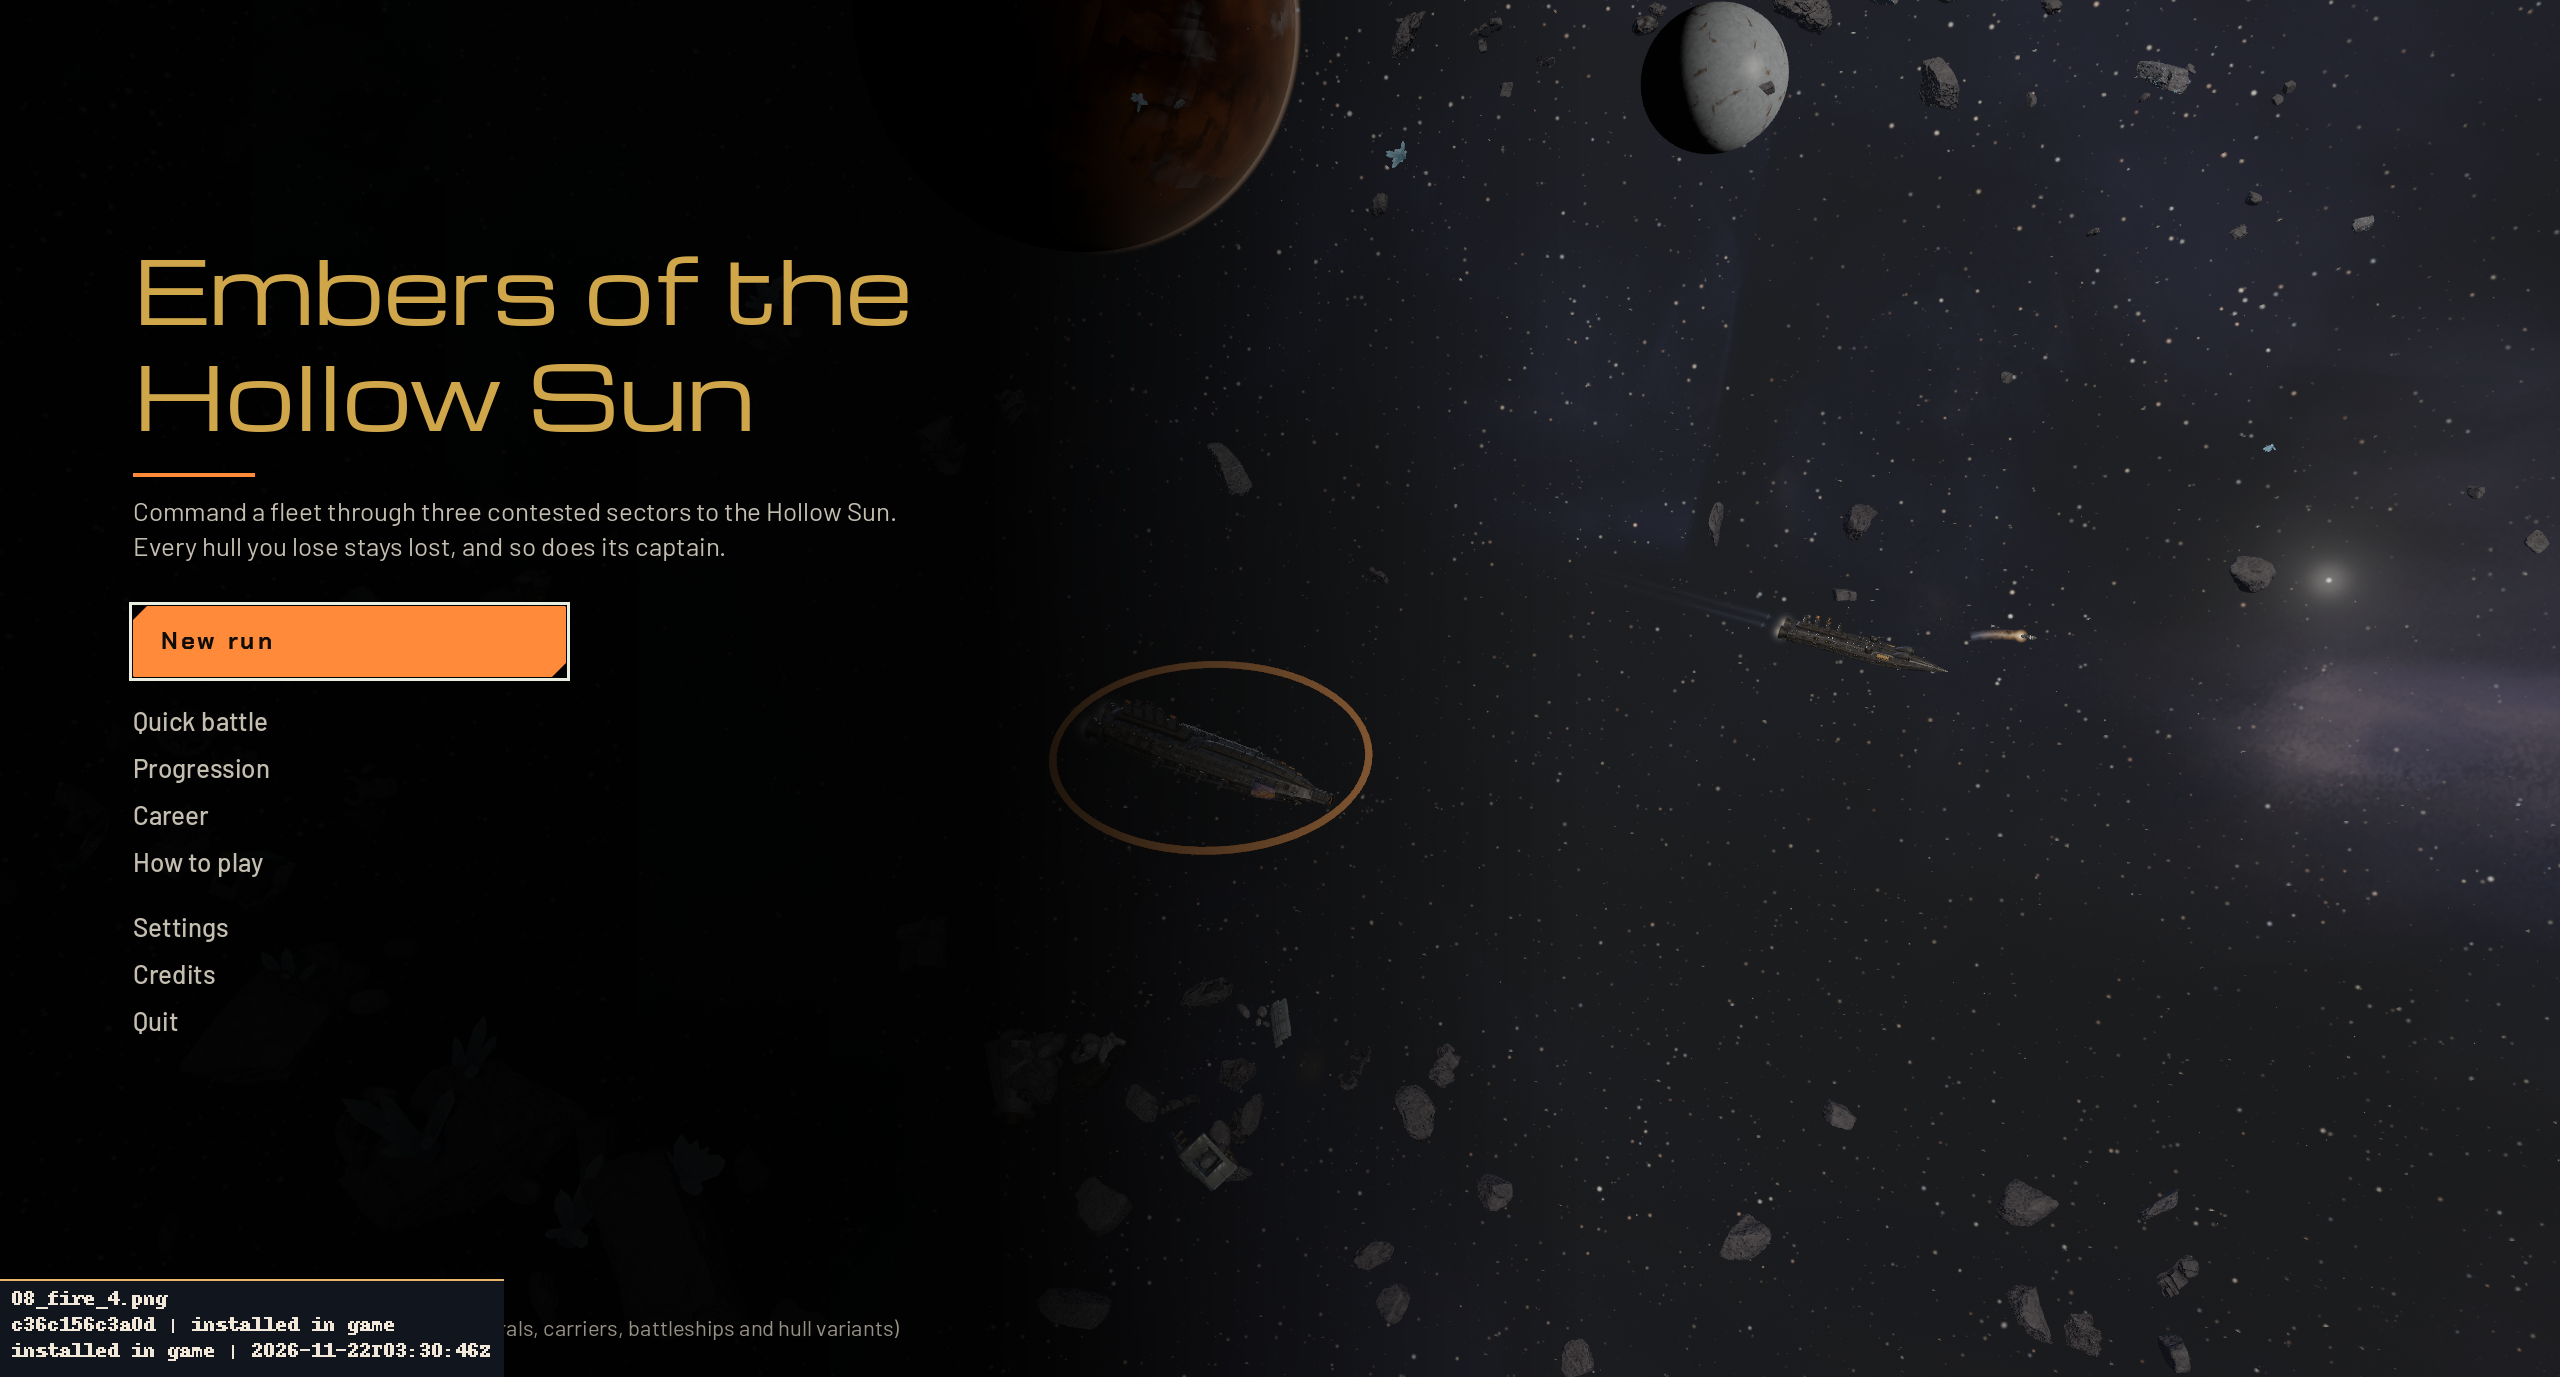 Embers of the
Hollow Sun
Command a fleet through three contested sectors to the Hollow Sun.
Every hull you lose stays lost, and so does its captain.
New run
Quick battle
Progression
Career
How to play
Settings
Credits
Quit
carriers, battleships and hull variants)
08_fire_4.png
c36c156c3a0d | installed in game
installed in game | 2026-11-22T03:30:46Z